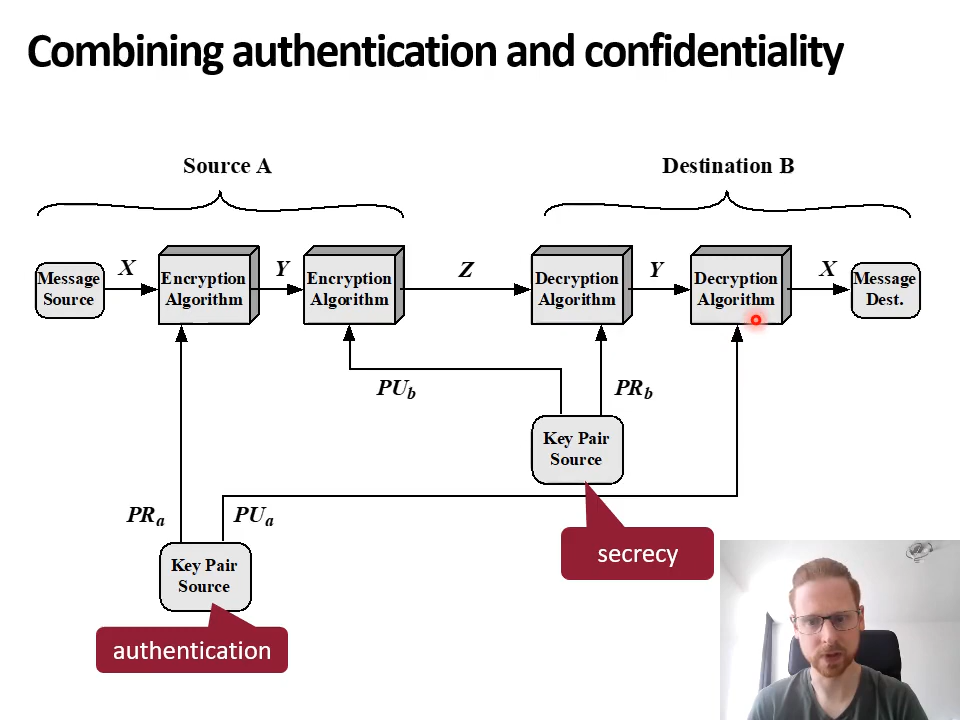 Combining authentication and confidentiality
Source A
Destination B
Message
Source
X
Encryption
Algorithm
Y
Encryption
Algorithm
Z
Decryption
Algorithm
Y
Decryption
Algorithm
X
Message
Dest.
PUb
PRb
Key Pair
Source
PRa
PUa
secrecy
Key Pair
Source
authentication